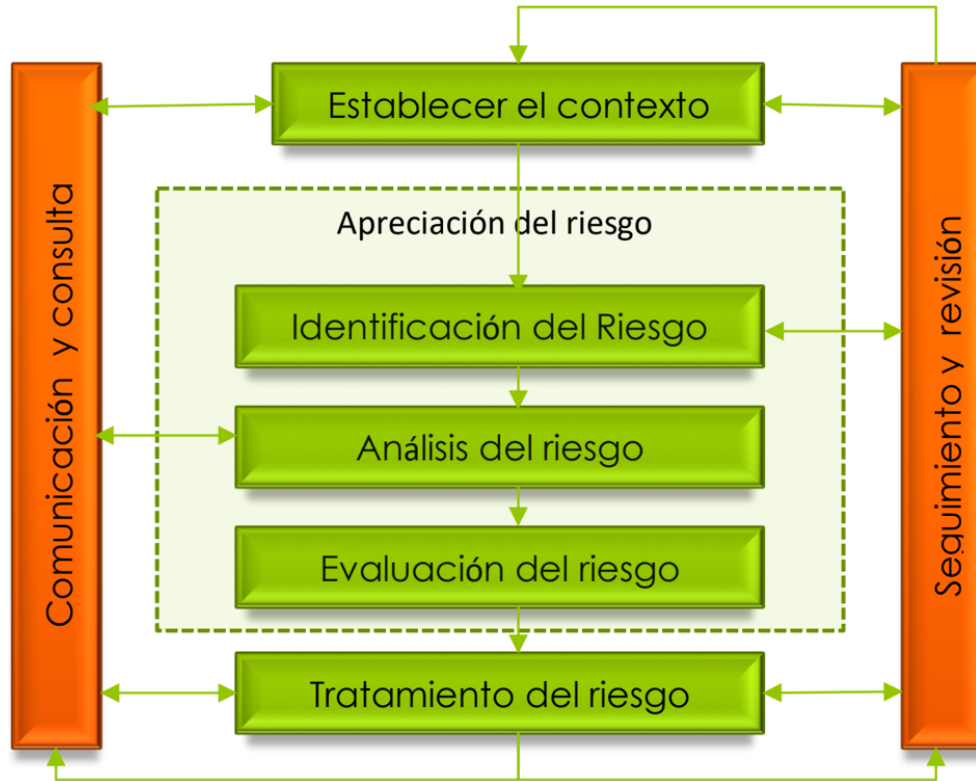 Establecer el contexto
Comunicación y consulta
Apreciación del riesgo
Identificación del Riesgo
Análisis del riesgo
Evaluación del riesgo
Tratamiento del riesgo
Seguimiento y revisión